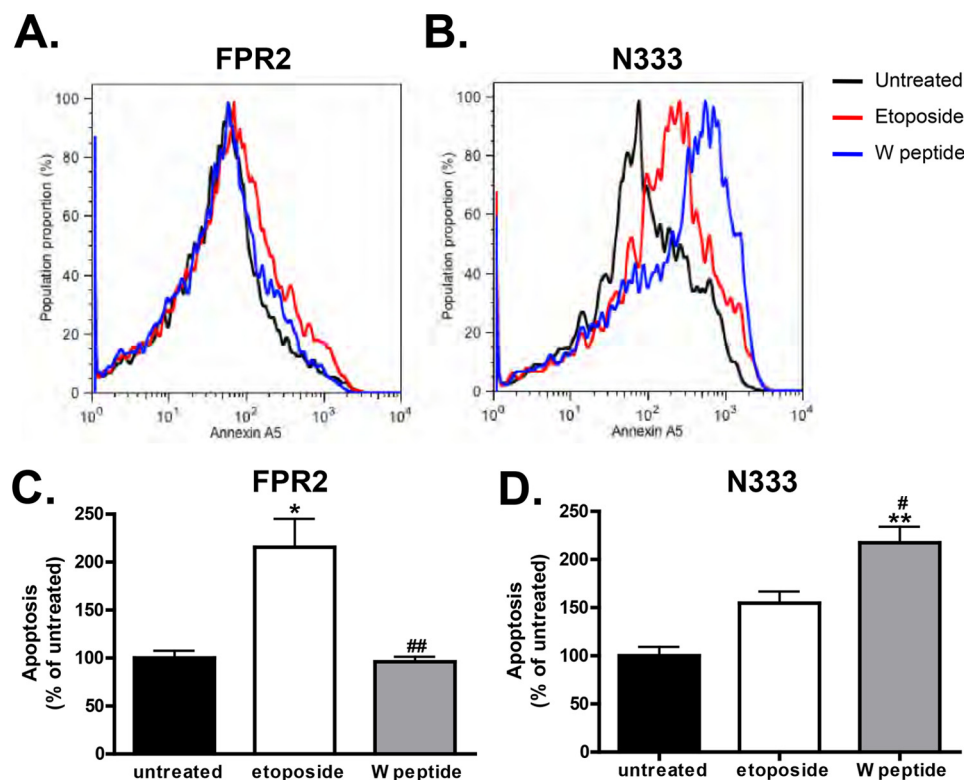 A.
FPR2
B.
N333
Untreated
Etoposide
W peptide
Population proportion (%)
100
80
60
40
20
0
10⁰ 10¹ 10² 10³ 10⁴
Annexin A5
Population proportion (%)
100
80
60
40
20
0
10⁰ 10¹ 10² 10³ 10⁴
Annexin A5
C.
FPR2
Apoptosis
(% of untreated)
250
200
150
100
50
0
*
##
untreated etoposide W peptide
D.
N333
Apoptosis
(% of untreated)
250
200
150
100
50
0
#
**
untreated etoposide W peptide